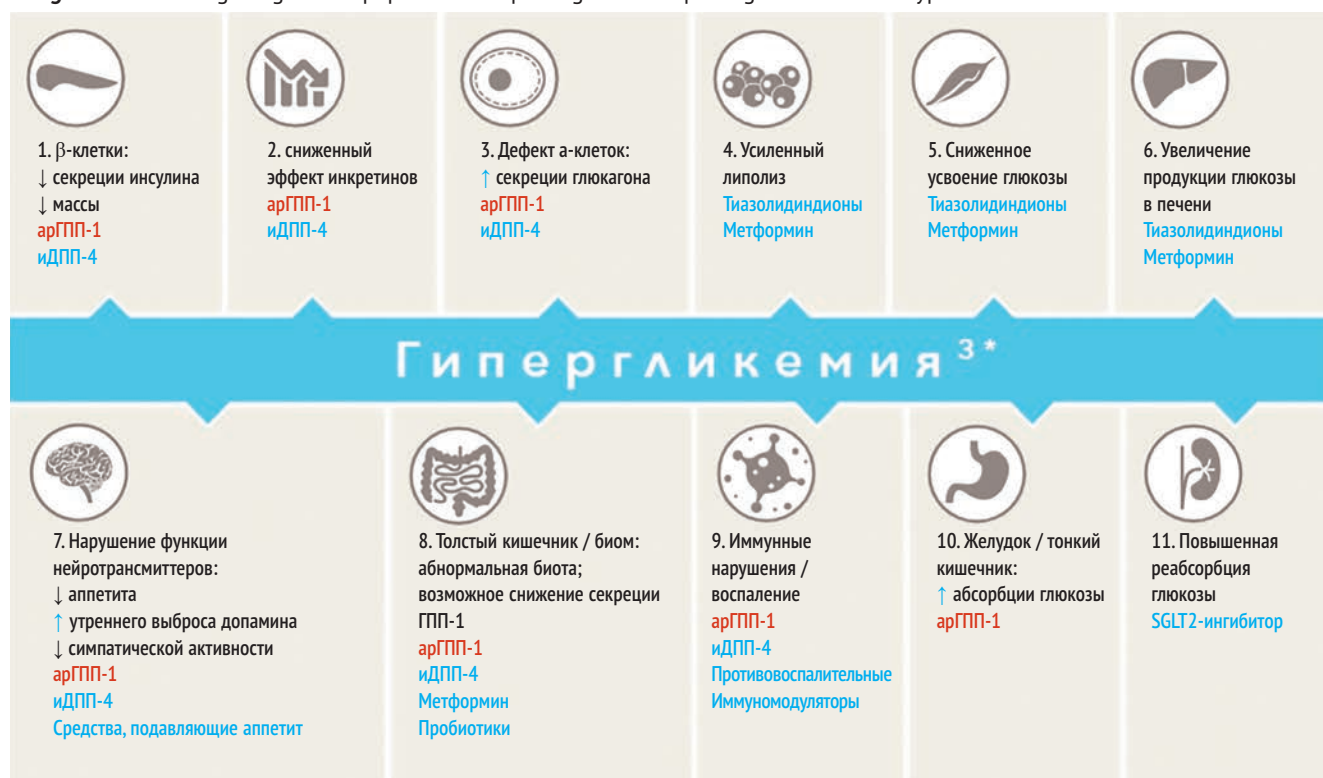 1. β-клетки:
↓ секреции инсулина
↓ массы
арГПП-1
иДПП-4
2. сниженный
эффект инкретинов
арГПП-1
иДПП-4
3. Дефект а-клеток:
↑ секреции глюкагона
арГПП-1
иДПП-4
4. Усиленный
липолиз
Тиазолидиндионы
Метформин
5. Сниженное
усвоение глюкозы
Тиазолидиндионы
Метформин
6. Увеличение
продукции глюкозы
в печени
Тиазолидиндионы
Метформин
Гипергликемия³*
7. Нарушение функции
нейротрансмиттеров:
↓ аппетита
↑ утреннего выброса допамина
↓ симпатической активности
арГПП-1
иДПП-4
Средства, подавляющие аппетит
8. Толстый кишечник / биом:
абнормальная биота;
возможное снижение секреции
ГПП-1
арГПП-1
иДПП-4
Метформин
Пробиотики
9. Иммунные
нарушения /
воспаление
арГПП-1
иДПП-4
Противовоспалительные
Иммуномодуляторы
10. Желудок / тонкий
кишечник:
↑ абсорбции глюкозы
арГПП-1
11. Повышенная
реабсорбция
глюкозы
SGLT2-ингибитор